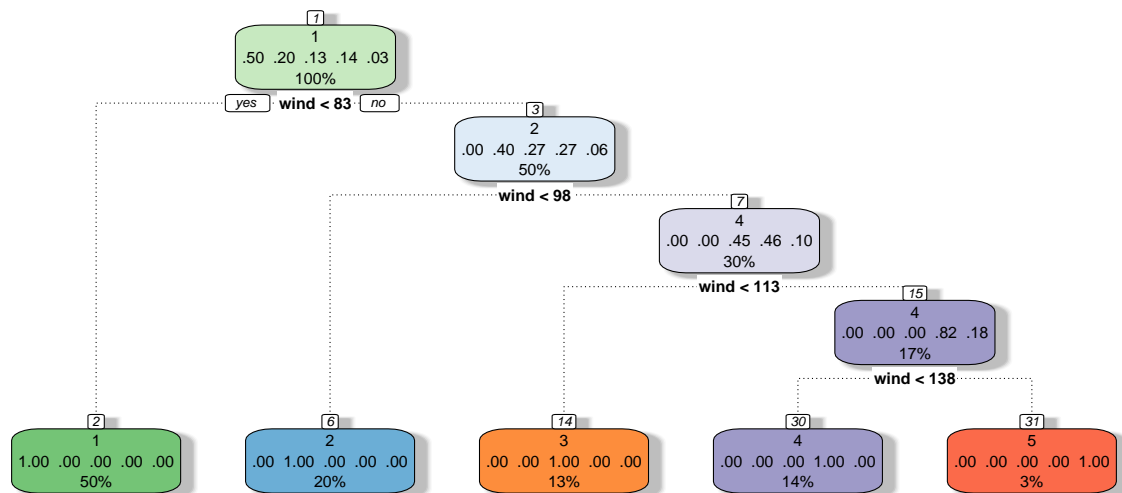 1
1
.50 .20 .13 .14 .03
100%
yes wind < 83 no
3
2
.00 .40 .27 .27 .06
50%
wind < 98
7
4
.00 .00 .45 .46 .10
30%
wind < 113
15
4
.00 .00 .00 .82 .18
17%
wind < 138
2
1
1.00 .00 .00 .00 .00
50%
6
2
.00 1.00 .00 .00 .00
20%
14
3
.00 .00 1.00 .00 .00
13%
30
4
.00 .00 .00 1.00 .00
14%
31
5
.00 .00 .00 .00 1.00
3%